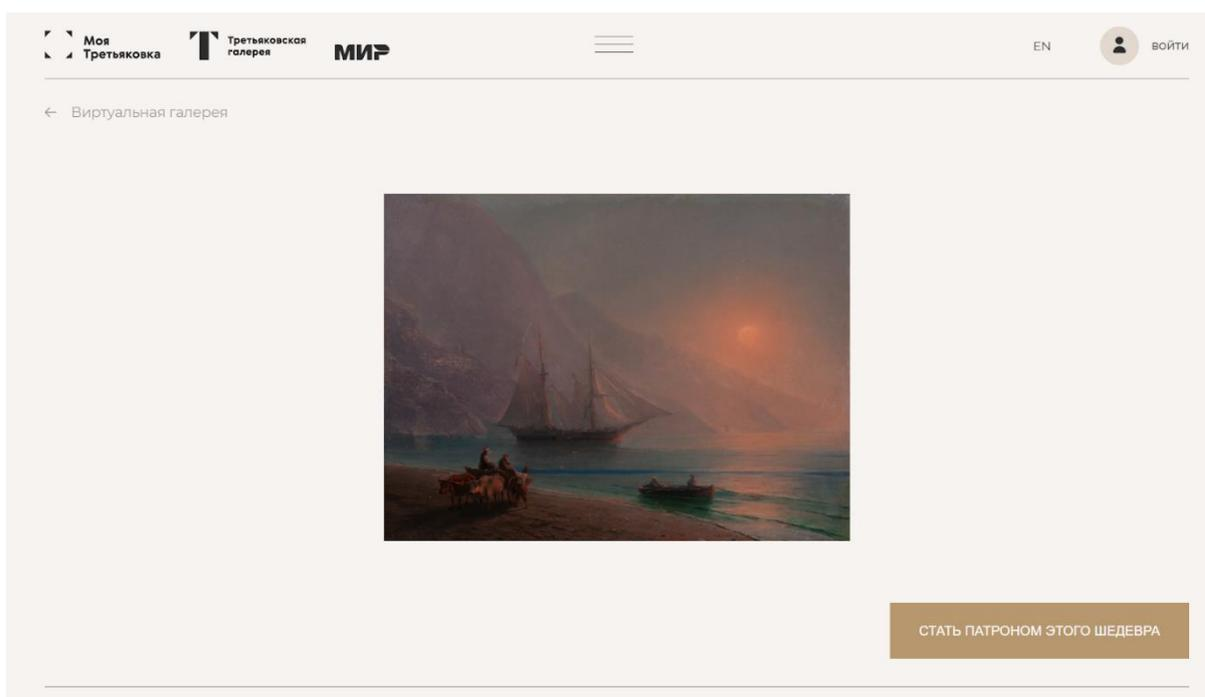 Моя
Третьяковка
Третьяковская
галерея
МИР
EN
ВОЙТИ
← Виртуальная галерея
СТАТЬ ПАТРОНОМ ЭТОГО ШЕДЕВРА